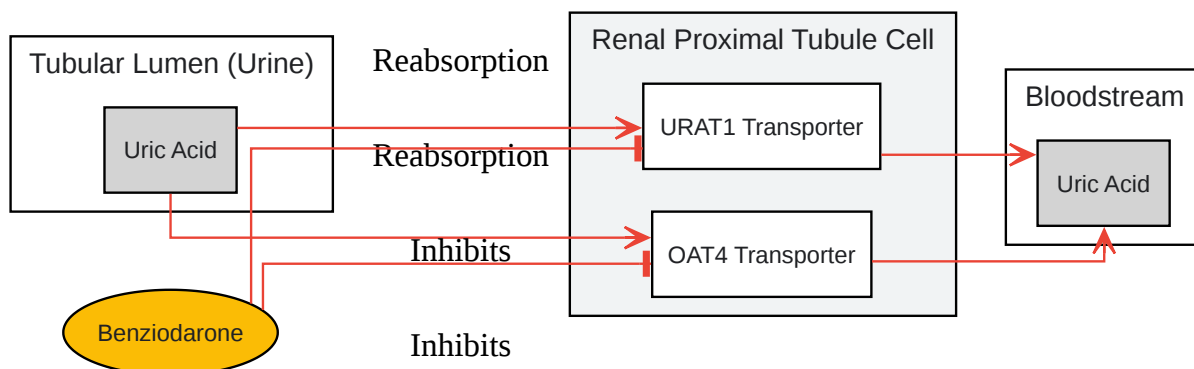 Tubular Lumen (Urine)
Uric Acid
Reabsorption
Reabsorption
Inhibits
Inhibits
Benziodarone
Renal Proximal Tubule Cell
URAT1 Transporter
OAT4 Transporter
Bloodstream
Uric Acid